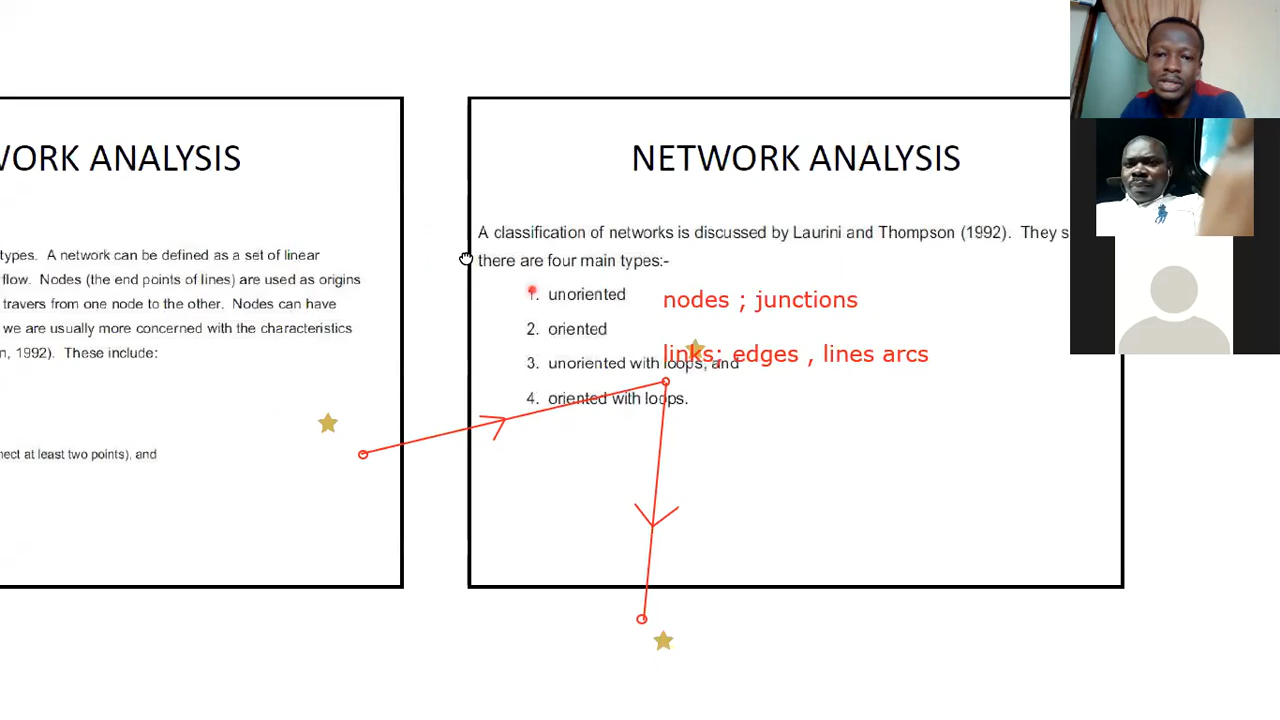 WORK ANALYSIS
types. A network can be defined as a set of linear
flow. Nodes (the end points of lines) are used as origins
travers from one node to the other. Nodes can have
we are usually more concerned with the characteristics
n, 1992). These include:
nect at least two points), and
NETWORK ANALYSIS
A classification of networks is discussed by Laurini and Thompson (1992). They s
there are four main types:-
1. unoriented
2. oriented
3. unoriented with loops, and
4. oriented with loops.
nodes ; junctions
links; edges , lines arcs